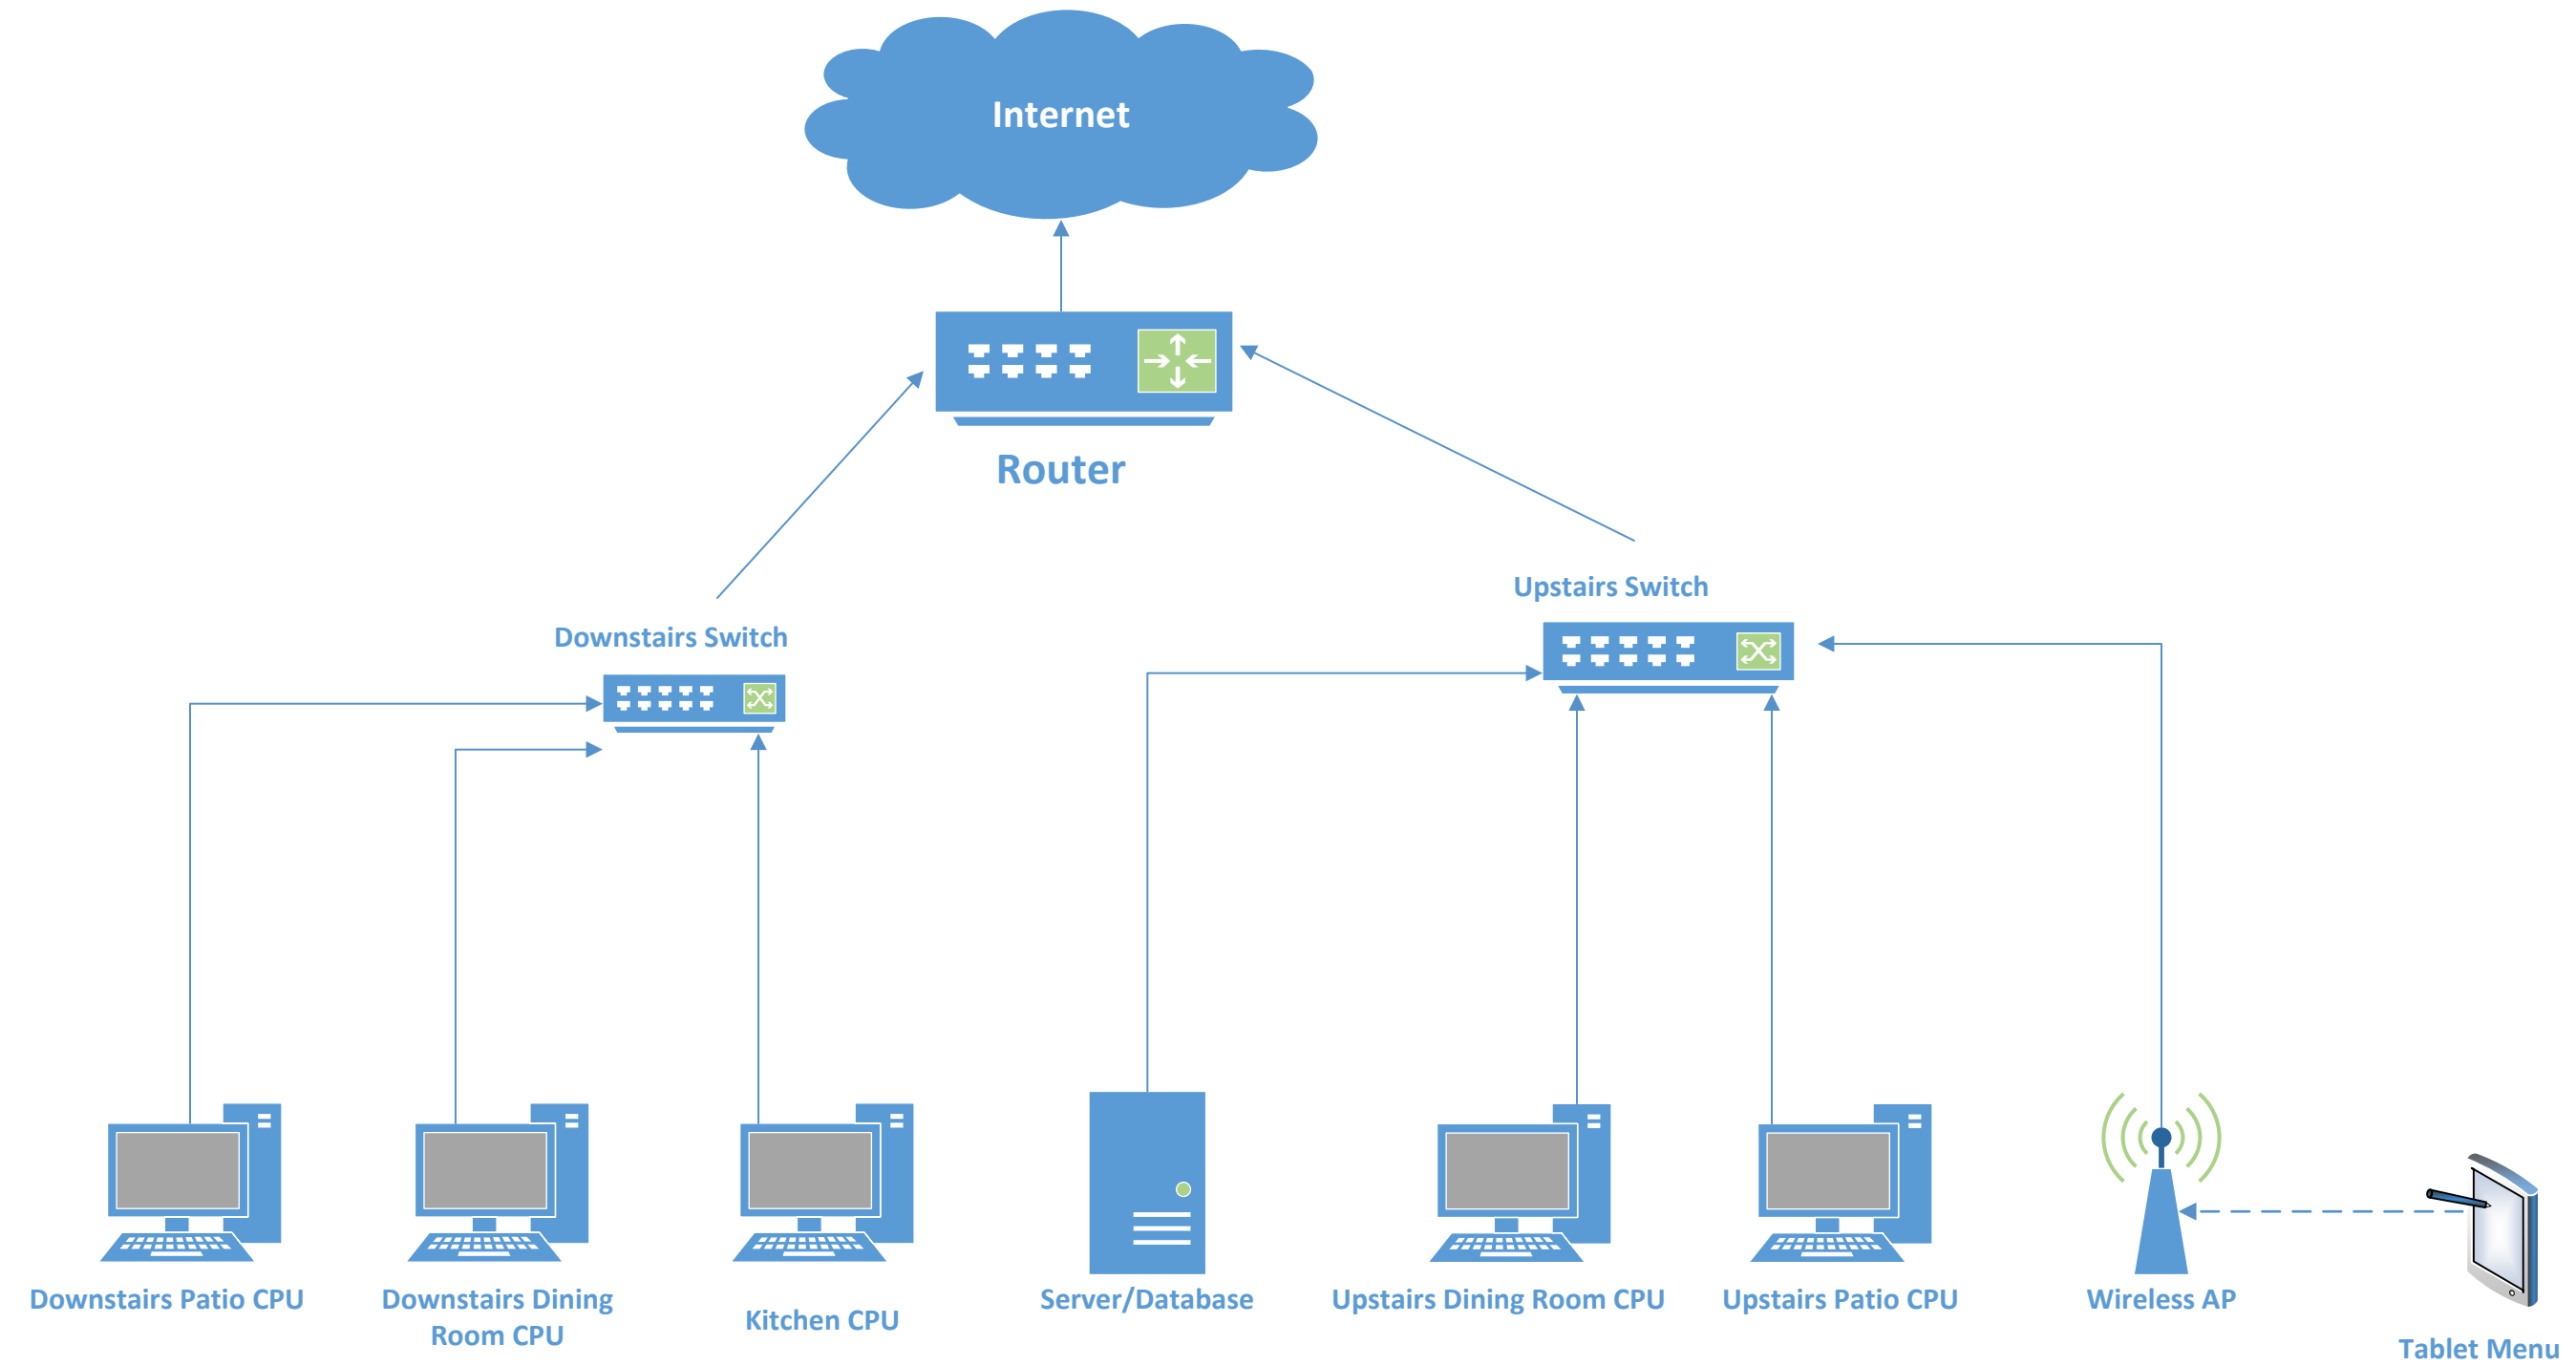 Internet
Router
Upstairs Switch
Downstairs Switch
Downstairs Patio CPU
Downstairs Dining
Room CPU
Kitchen CPU
Server/Database
Upstairs Dining Room CPU
Upstairs Patio CPU
Wireless AP
Tablet Menu